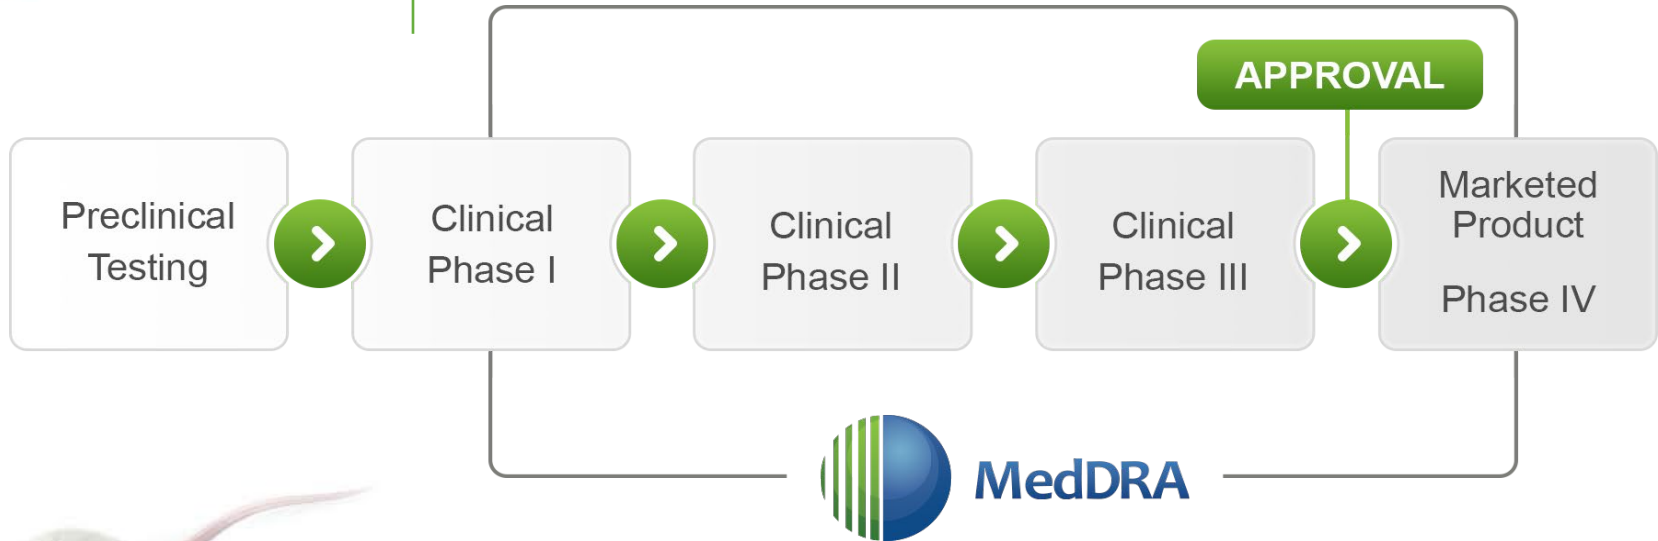 APPROVAL
Preclinical
Testing
Clinical
Phase I
Clinical
Phase II
Clinical
Phase III
Marketed
Product
Phase IV
MedDRA